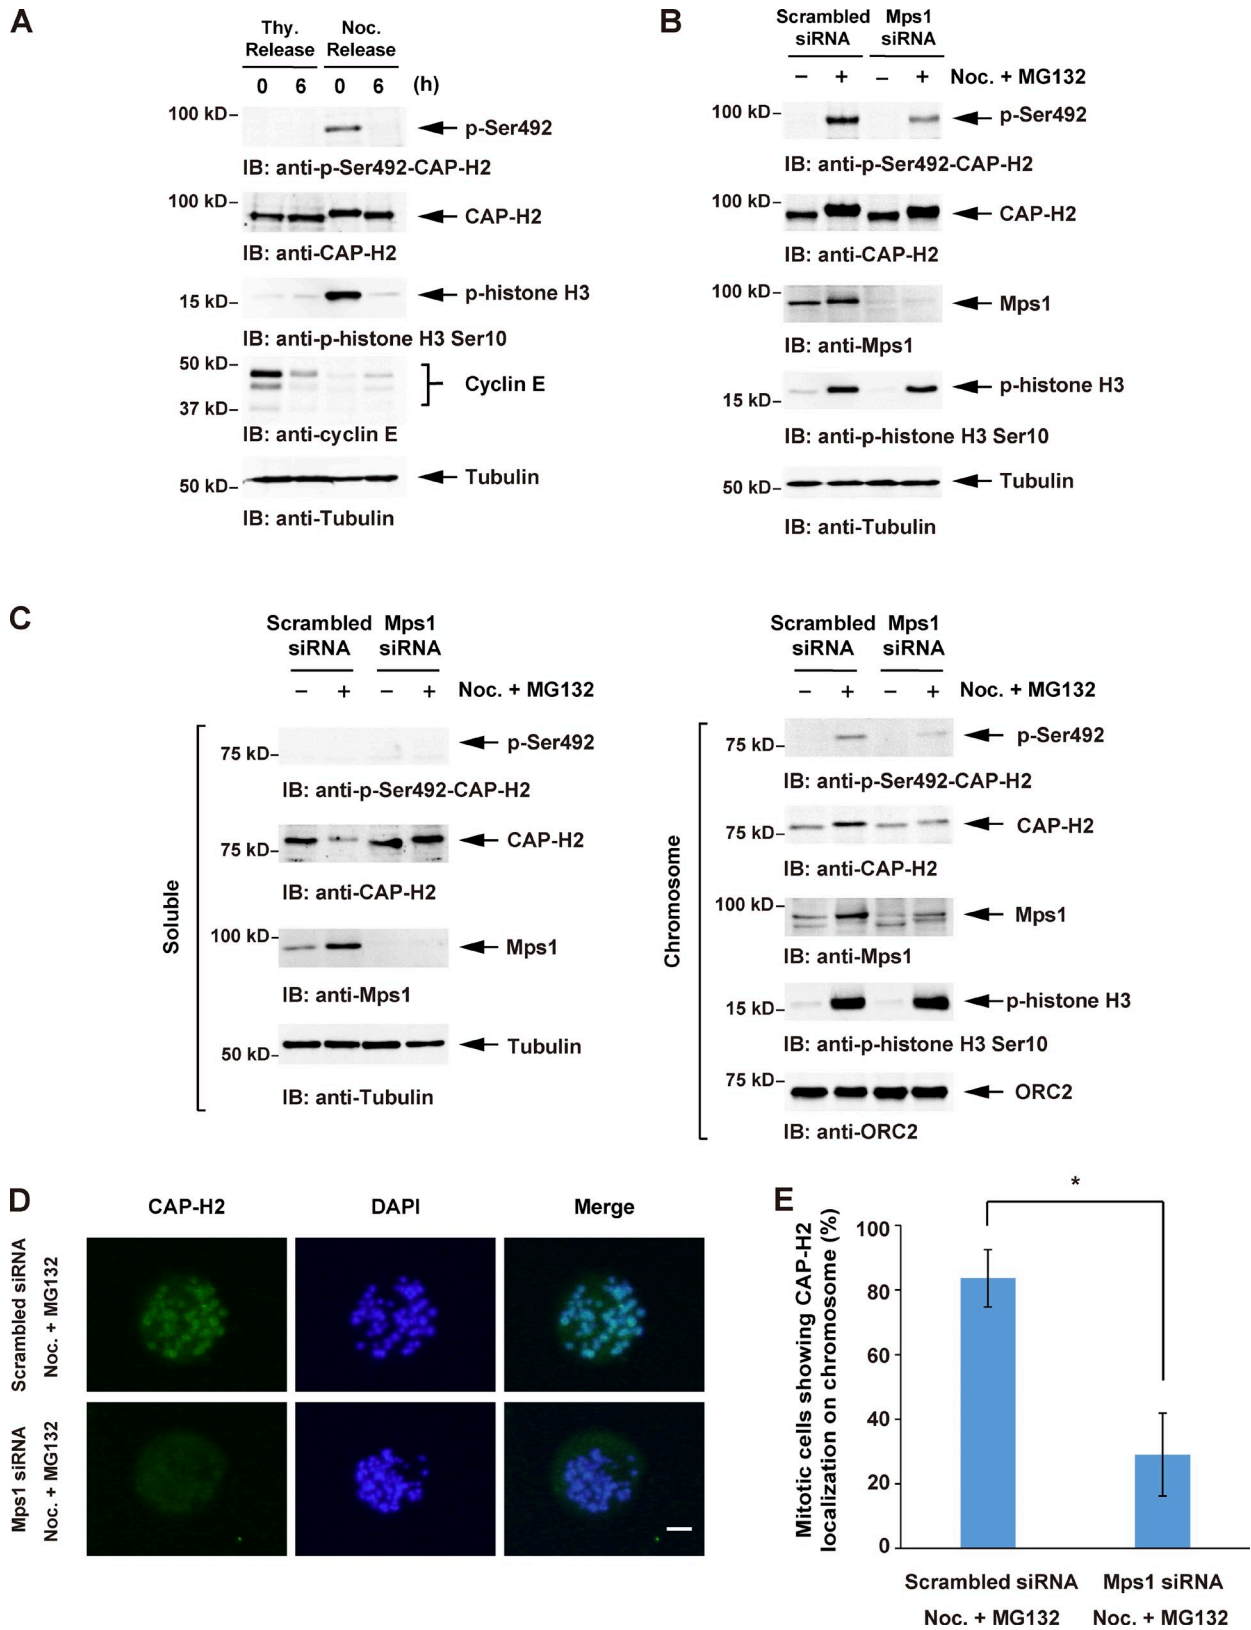 A
Thy. Release
Noc. Release
0 6 0 6 (h)
100 kD–
p-Ser492
IB: anti-p-Ser492-CAP-H2
100 kD–
CAP-H2
IB: anti-CAP-H2
15 kD–
p-histone H3
IB: anti-p-histone H3 Ser10
50 kD–
Cyclin E
37 kD–
IB: anti-cyclin E
50 kD–
Tubulin
IB: anti-Tubulin
B
Scrambled siRNA
Mps1 siRNA
– + – + Noc. + MG132
100 kD–
p-Ser492
IB: anti-p-Ser492-CAP-H2
100 kD–
CAP-H2
IB: anti-CAP-H2
100 kD–
Mps1
IB: anti-Mps1
15 kD–
p-histone H3
IB: anti-p-histone H3 Ser10
50 kD–
Tubulin
IB: anti-Tubulin
C
Scrambled siRNA
Mps1 siRNA
– + – + Noc. + MG132
Soluble
75 kD–
p-Ser492
IB: anti-p-Ser492-CAP-H2
75 kD–
CAP-H2
IB: anti-CAP-H2
100 kD–
Mps1
IB: anti-Mps1
50 kD–
Tubulin
IB: anti-Tubulin
Scrambled siRNA
Mps1 siRNA
– + – + Noc. + MG132
Chromosome
75 kD–
p-Ser492
IB: anti-p-Ser492-CAP-H2
75 kD–
CAP-H2
IB: anti-CAP-H2
100 kD–
Mps1
IB: anti-Mps1
15 kD–
p-histone H3
IB: anti-p-histone H3 Ser10
75 kD–
ORC2
IB: anti-ORC2
D
CAP-H2 DAPI Merge
Scrambled siRNA
Noc. + MG132
Mps1 siRNA
Noc. + MG132
E
Mitotic cells showing CAP-H2
localization on chromosome (%)
*
100
80
60
40
20
0
Scrambled siRNA
Noc. + MG132
Mps1 siRNA
Noc. + MG132